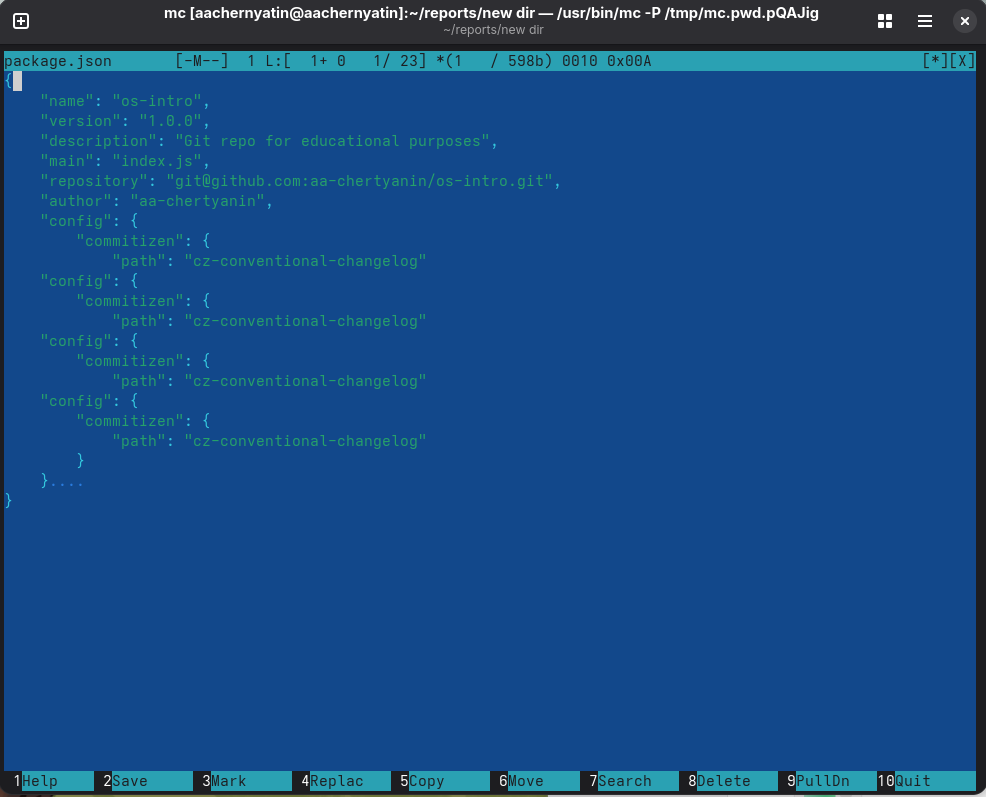 mc [aachernyatin@aachernyatin]:~/reports/new dir — /usr/bin/mc -P /tmp/mc.pwd.pQAJig
~/reports/new dir
package.json       [-M--]  1 L:[  1+ 0   1/ 23] *(1   / 598b) 0010 0x00A                              [*][X]
{
    "name": "os-intro",
    "version": "1.0.0",
    "description": "Git repo for educational purposes",
    "main": "index.js",
    "repository": "git@github.com:aa-chertyanin/os-intro.git",
    "author": "aa-chertyanin",
    "config": {
        "commitizen": {
            "path": "cz-conventional-changelog"
    "config": {
        "commitizen": {
            "path": "cz-conventional-changelog"
    "config": {
        "commitizen": {
            "path": "cz-conventional-changelog"
    "config": {
        "commitizen": {
            "path": "cz-conventional-changelog"
        }
    }....
}
1Help 2Save 3Mark 4Replac 5Copy 6Move 7Search 8Delete 9PullDn 10Quit